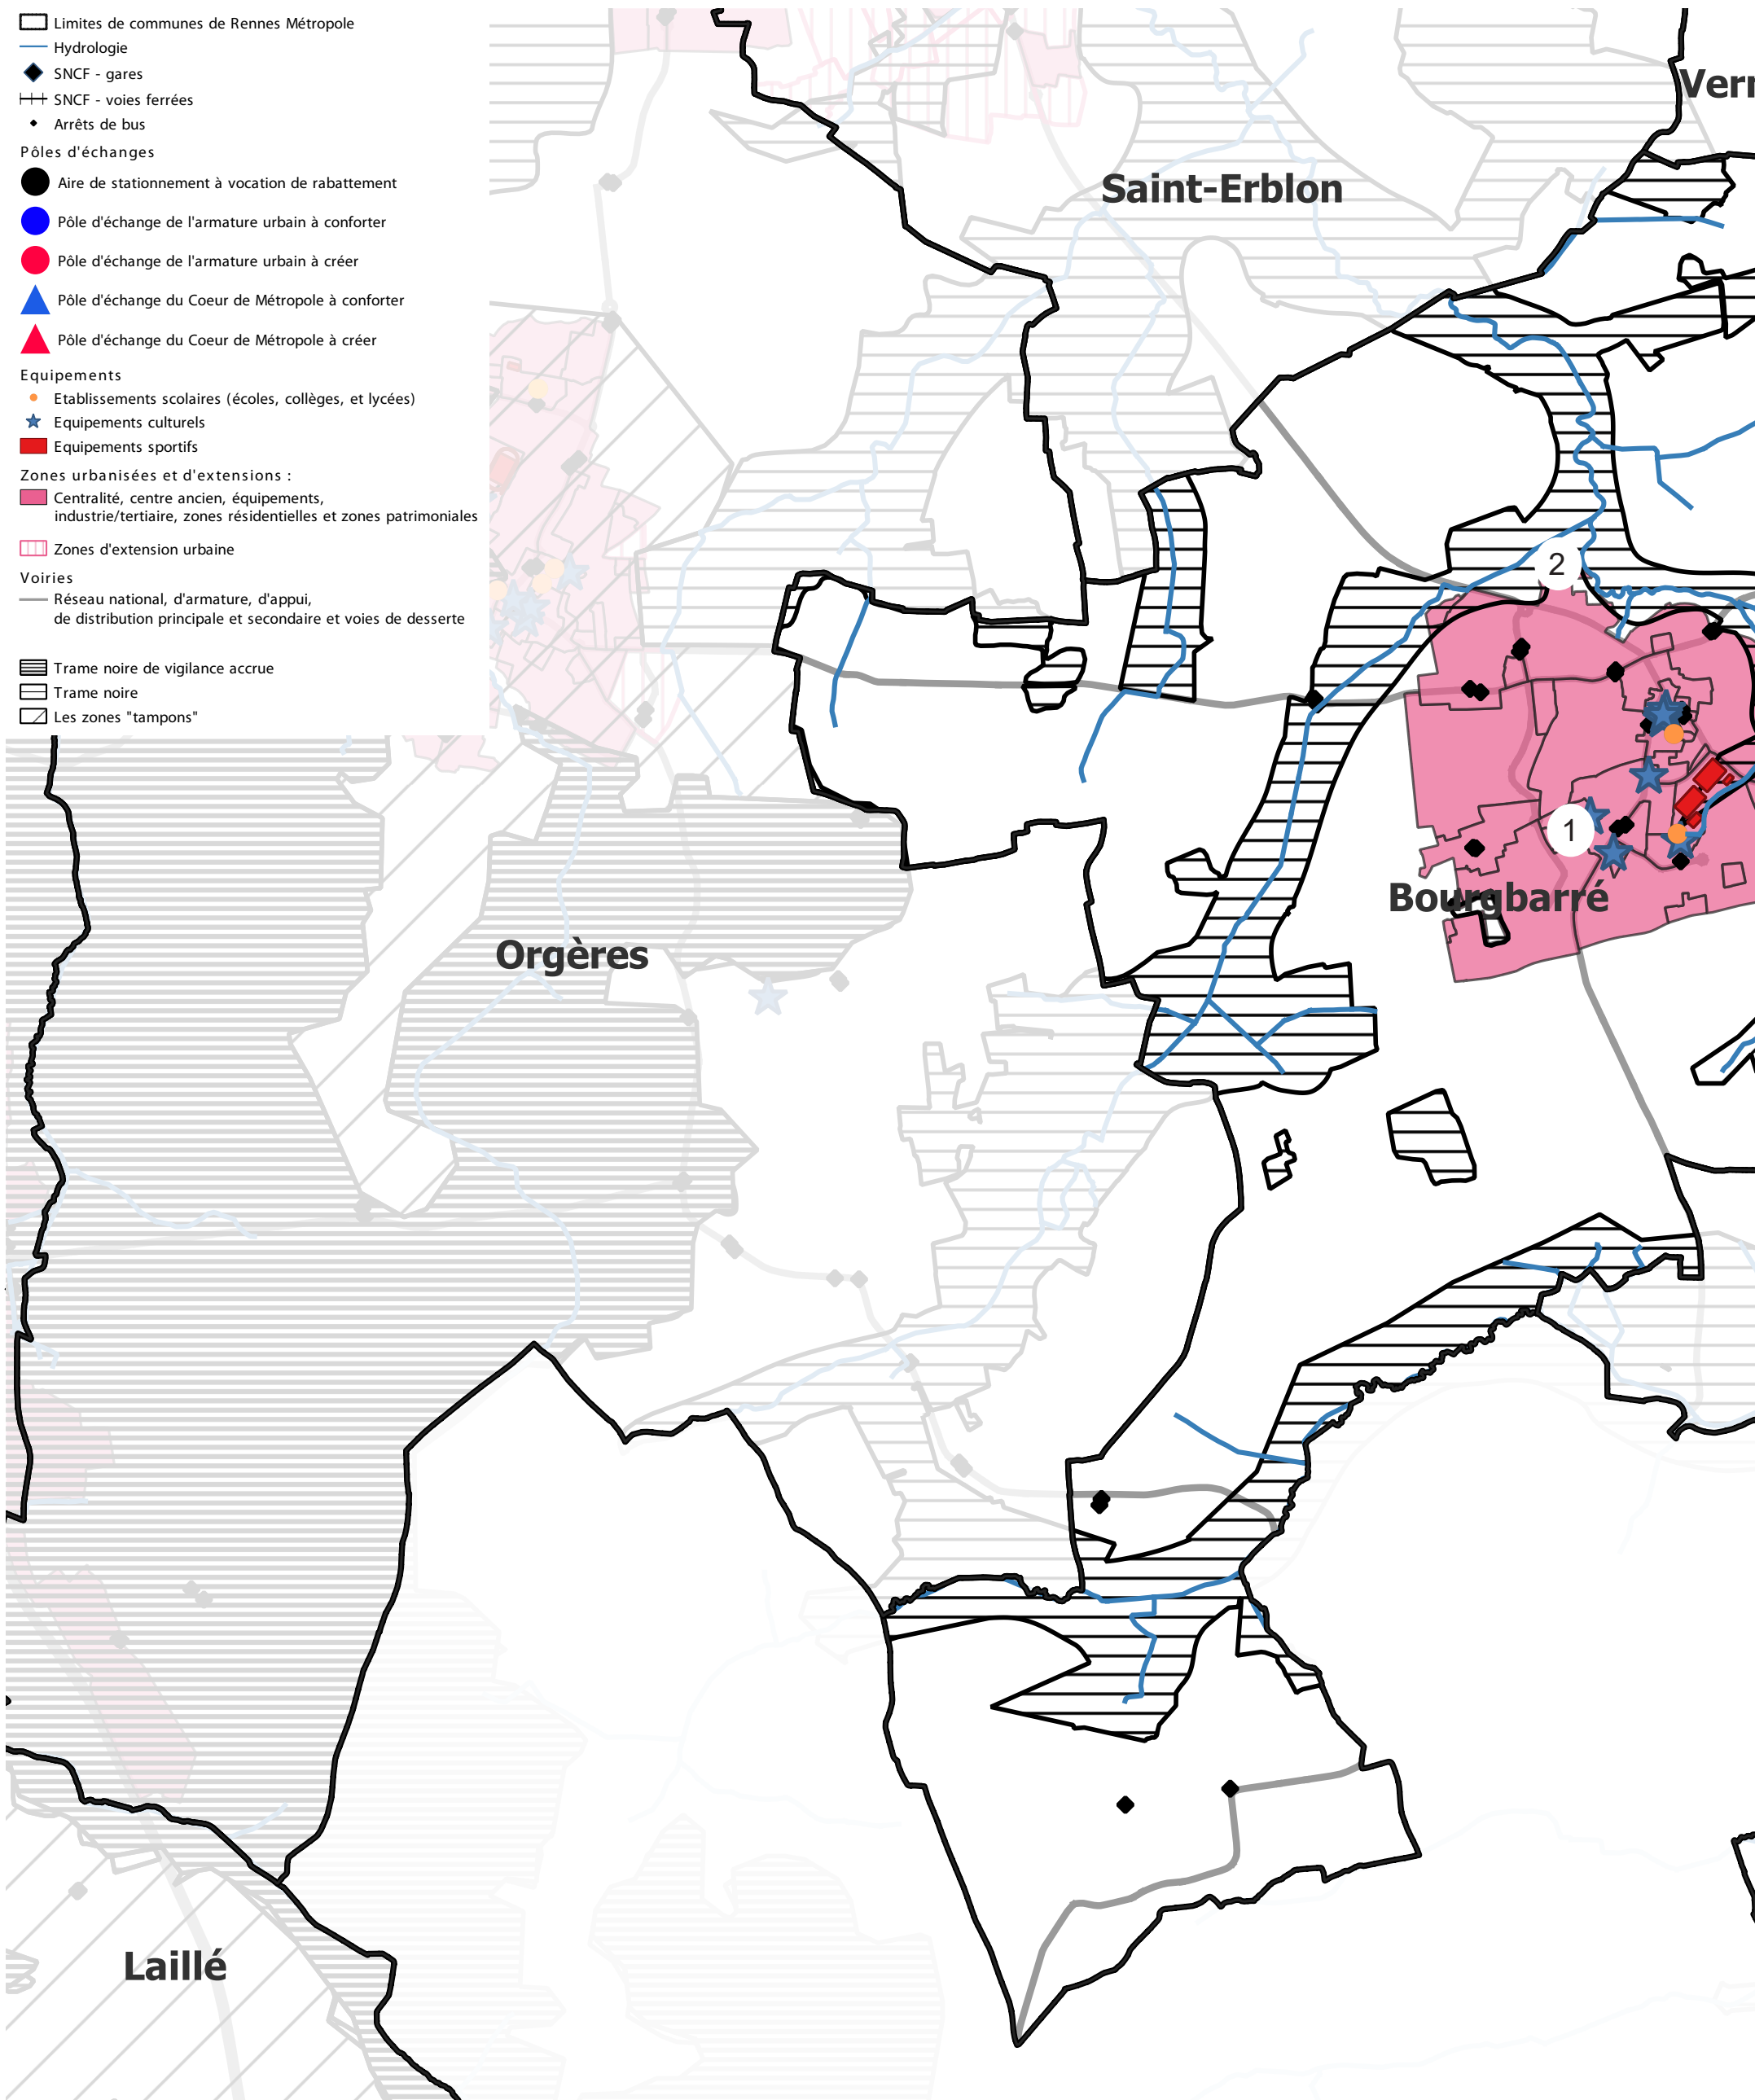 Limites de communes de Rennes Métropole
Hydrologie
SNCF - gares
SNCF - voies ferrées
Arrêts de bus
Pôles d'échanges
Aire de stationnement à vocation de rabattement
Pôle d'échange de l'armature urbain à conforter
Pôle d'échange de l'armature urbain à créer
Pôle d'échange du Coeur de Métropole à conforter
Pôle d'échange du Coeur de Métropole à créer
Equipements
Etablissements scolaires (écoles, collèges, et lycées)
Equipements culturels
Equipements sportifs
Zones urbanisées et d'extensions :
Centralité, centre ancien, équipements,
industrie/tertiaire, zones résidentielles et zones patrimoniales
Zones d'extension urbaine
Voiries
Réseau national, d'armature, d'appui,
de distribution principale et secondaire et voies de desserte
Trame noire de vigilance accrue
Trame noire
Les zones "tampons"
Saint-Erblon
2
1
Bourgbarré
Orgères
Laillé